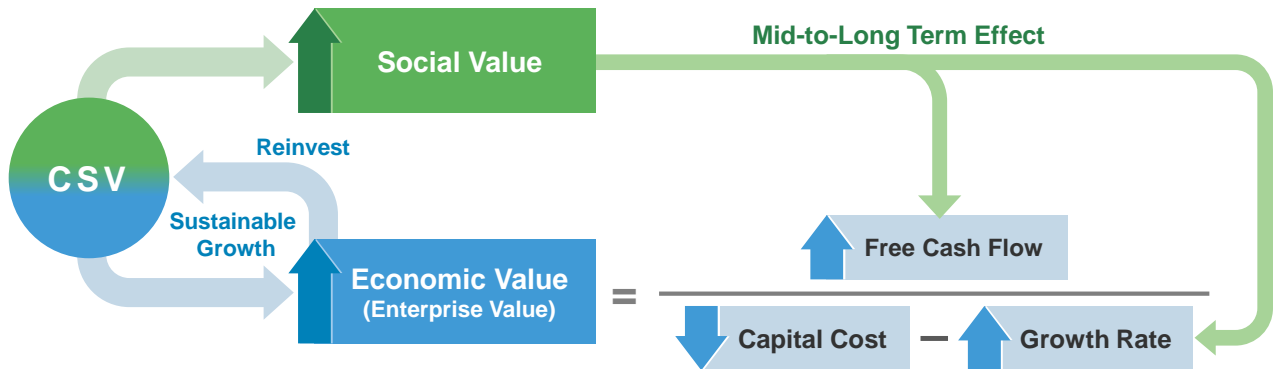 Mid-to-Long Term Effect
Social Value
Reinvest
CSV
Sustainable
Growth
Economic Value
(Enterprise Value)
=
Free Cash Flow
Capital Cost
–
Growth Rate